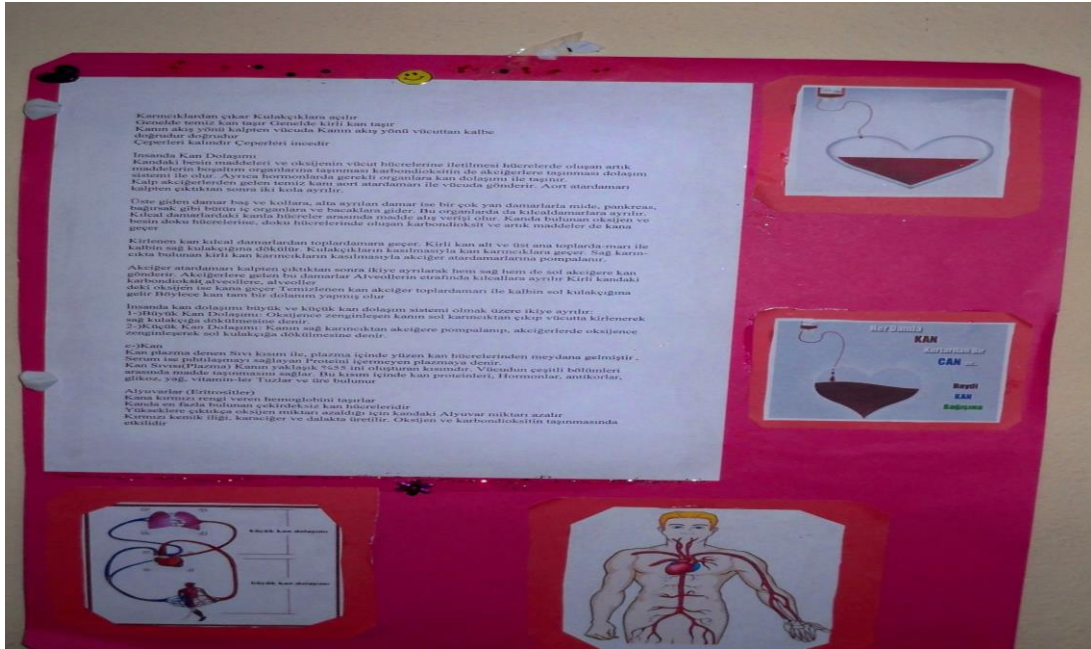 Karıncıklardan çıkar Kulakçıklara açılır
Genelde temiz kan taşır Genelde kirli kan taşır
Kanın akış yönü kalpten vücuda Kanın akış yönü vücuttan kalbe
doğrudur doğrudur
Çeperleri kalındır Çeperleri incedir
İnsanda Kan Dolaşımı
Kandaki besin maddeleri ve oksijenin vücut hücrelerine iletilmesi hücrelerde oluşan artık
maddelerin boşaltım organlarına taşınması karbondioksitin de akciğerlere taşınması dolaşım
sistemi ile olur. Ayrıca hormonlarda gerekli organlara kan dolaşımı ile taşınır.
Kalp akciğerlerden gelen temiz kanı aort atardamarı ile vücuda gönderir. Aort atardamarı
kalpten çıktıktan sonra iki kola ayrılır.
Üste giden damar baş ve kollara, alta ayrılan damar ise bir çok yan damarlarla mide, pankreas,
bağırsak gibi bütün iç organlara ve bacaklara gider. Bu organlarda da kılcaldamarlara ayrılır.
Kılcal damarlardaki kanla hücreler arasında madde alış verişi olur. Kanda bulunan oksijen ve
besin doku hücrelerine, doku hücrelerinde oluşan karbondioksit ve artık maddeler de kana
geçer
Kirlenen kan kılcal damarlardan toplardamara geçer. Kirli kan alt ve üst ana toplarda-marı ile
kalbin sağ kulakçığına dökülür. Kulakçıkların kasılmasıyla kan karıncıklara geçer. Sağ karın-
cıkta bulunan kirli kan karıncıkların kasılmasıyla akciğer atardamarlarına pompalanır.
Akciğer atardamarı kalpten çıktıktan sonra ikiye ayrılarak hem sağ hem de sol akciğere kan
gönderir. Akciğerlere gelen bu damarlar Alveollerin etrafında kılcallara ayrılır Kirli kandaki
karbondioksit alveollere, alveoller
deki oksijen ise kana geçer Temizlenen kan akciğer toplardamarı ile kalbin sol kulakçığına
gelir Böylece kan tam bir dolanım yapmış olur
İnsanda kan dolaşımı büyük ve küçük kan dolaşım sistemi olmak üzere ikiye ayrılır:
1-)Büyük Kan Dolaşımı: Oksijence zenginleşen kanın sol karıncıktan çıkıp vücutta kirlenerek
sağ kulakçığa dökülmesine denir.
2-)Küçük Kan Dolaşımı: Kanın sağ karıncıktan akciğere pompalanıp, akciğerlerde oksijence
zenginleşerek sol kulakçığa dökülmesine denir.
c-)Kan
Kan plazma denen Sıvı kısım ile, plazma içinde yüzen kan hücrelerinden meydana gelmiştir.
Serum ise pıhtılaşmayı sağlayan Proteini içermeyen plazmaya denir.
Kan Sıvısı(Plazma) Kanın yaklaşık %55 ini oluşturan kısımdır. Vücudun çeşitli bölümleri
arasında madde taşınmasını sağlar. Bu kısım içinde kan proteinleri, Hormonlar, antikorlar,
glikoz, yağ, vitamin-ler Tuzlar ve üre bulunur
Alyuvarlar (Eritrositler)
Kana kırmızı rengi veren hemoglobini taşırlar
Kanda en fazla bulunan çekirdeksiz kan hücreleridir
Yükseklere çıktıkça oksijen miktarı azaldığı için kandaki Alyuvar miktarı azalır
Kırmızı kemik iliği, karaciğer ve dalakta üretilir. Oksijen ve karbondioksitin taşınmasında
etkilidir
Her Damla
KAN
Kurtarılan Bir
CAN
Haydi
KAN
Bağışına
küçük kan dolaşımı
büyük kan dolaşımı